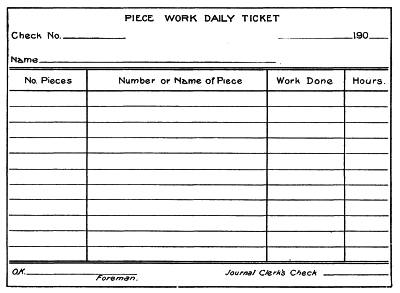 PIECE WORK DAILY TICKET
Check No. 190
Name
No. Pieces Number or Name of Piece Work Done Hours.
O.K. Journal Clerk's Check
Foreman.